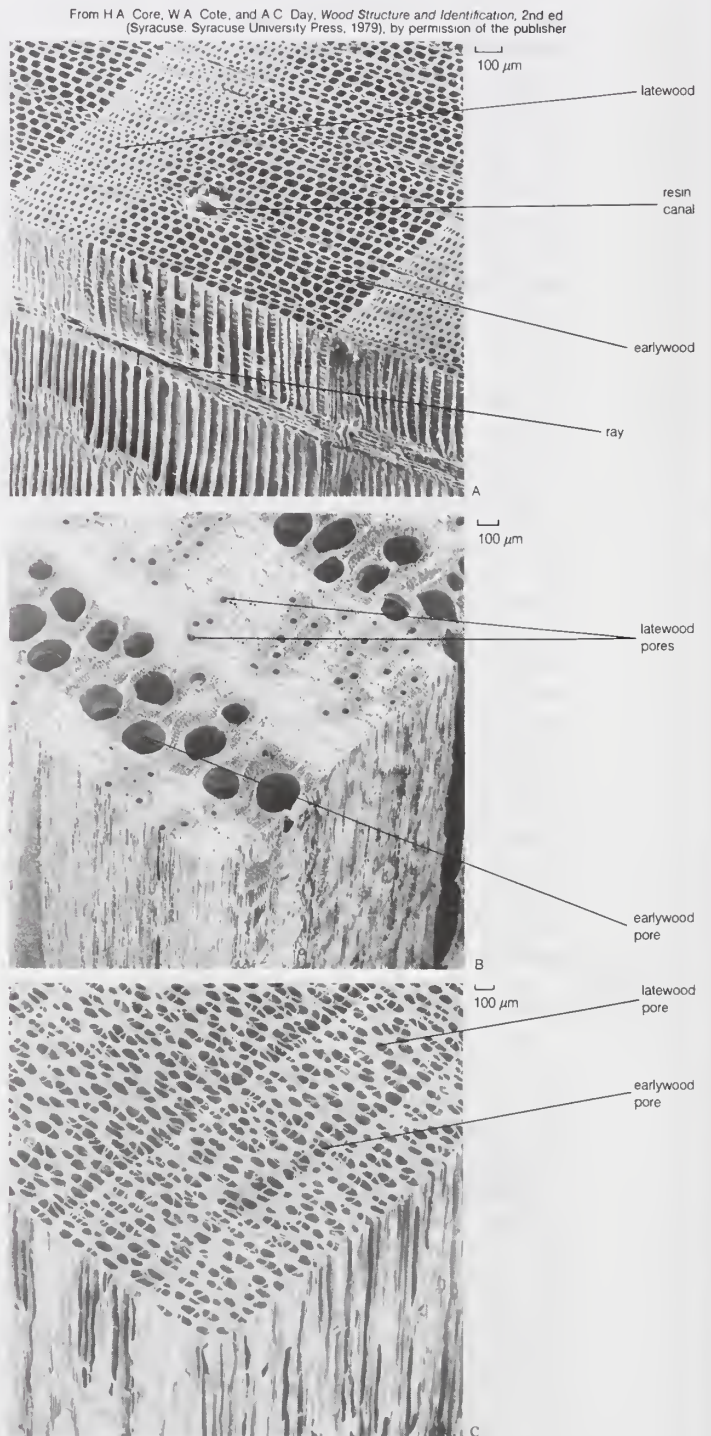 From H A Core, W A Cote, and A C Day, Wood Structure and Identification, 2nd ed
(Syracuse. Syracuse University Press, 1979), by permission of the publisher
100 μm
latewood
resin
canal
earlywood
ray
A
100 μm
latewood
pores
earlywood
pore
B
100 μm
latewood
pore
earlywood
pore
C